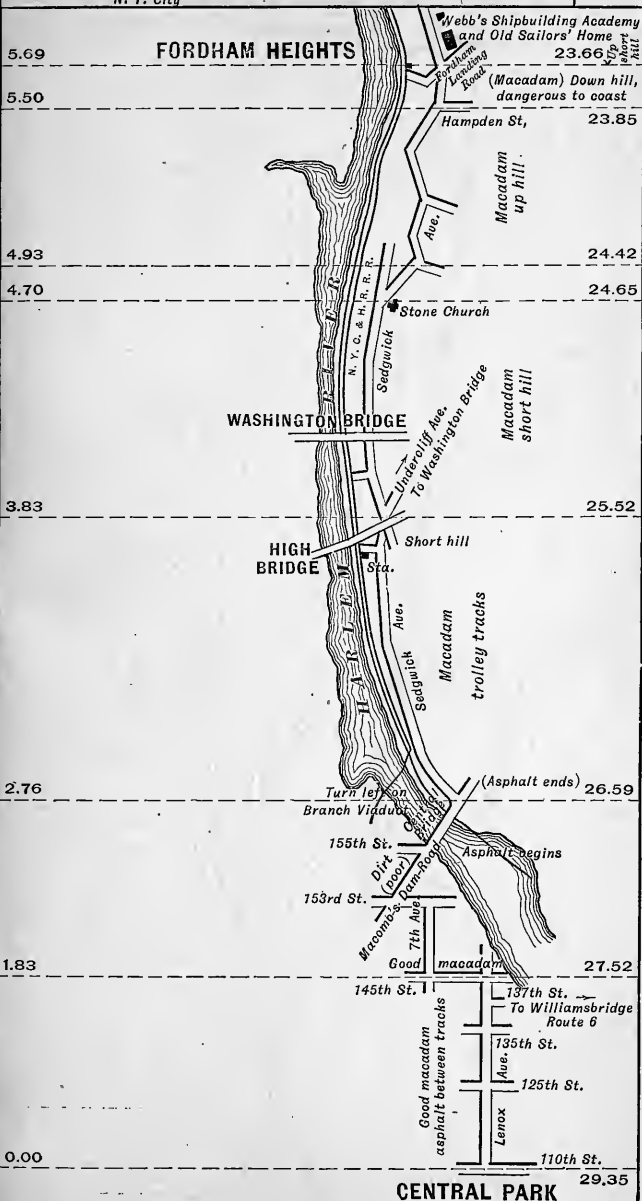 N. Y. City
Webb's Shipbuilding Academy
and Old Sailors' Home
FORDHAM HEIGHTS
5.69
23.66
Up
short
hill
Fordham
Landing
Road
(Macadam) Down hill,
dangerous to coast
5.50
23.85
Hampden St,
Macadam
up hill.
Ave.
4.93
24.42
4.70
24.65
N. Y. C. & H. R. R. R.
Stone Church
Sedgwick
RIVER
WASHINGTON BRIDGE
Macadam
short hill
Undercliff Ave.
To Washington Bridge
3.83
25.52
HIGH
BRIDGE
Short hill
Sta.
HARLEM
Ave.
Sedgwick
Macadam
trolley tracks
2.76
26.59
(Asphalt ends)
Turn left on
Branch Viaduct
Central
Bridge
155th St.
Asphalt begins
Dirt
(poor)
Macomb's Dam-Road
153rd St.
7th Ave.
Good macadam
1.83
27.52
145th St.
137th St.
To Williamsbridge
Route 6
135th St.
Good macadam
asphalt between tracks
Ave.
125th St.
Lenox
0.00
110th St.
29.35
CENTRAL PARK